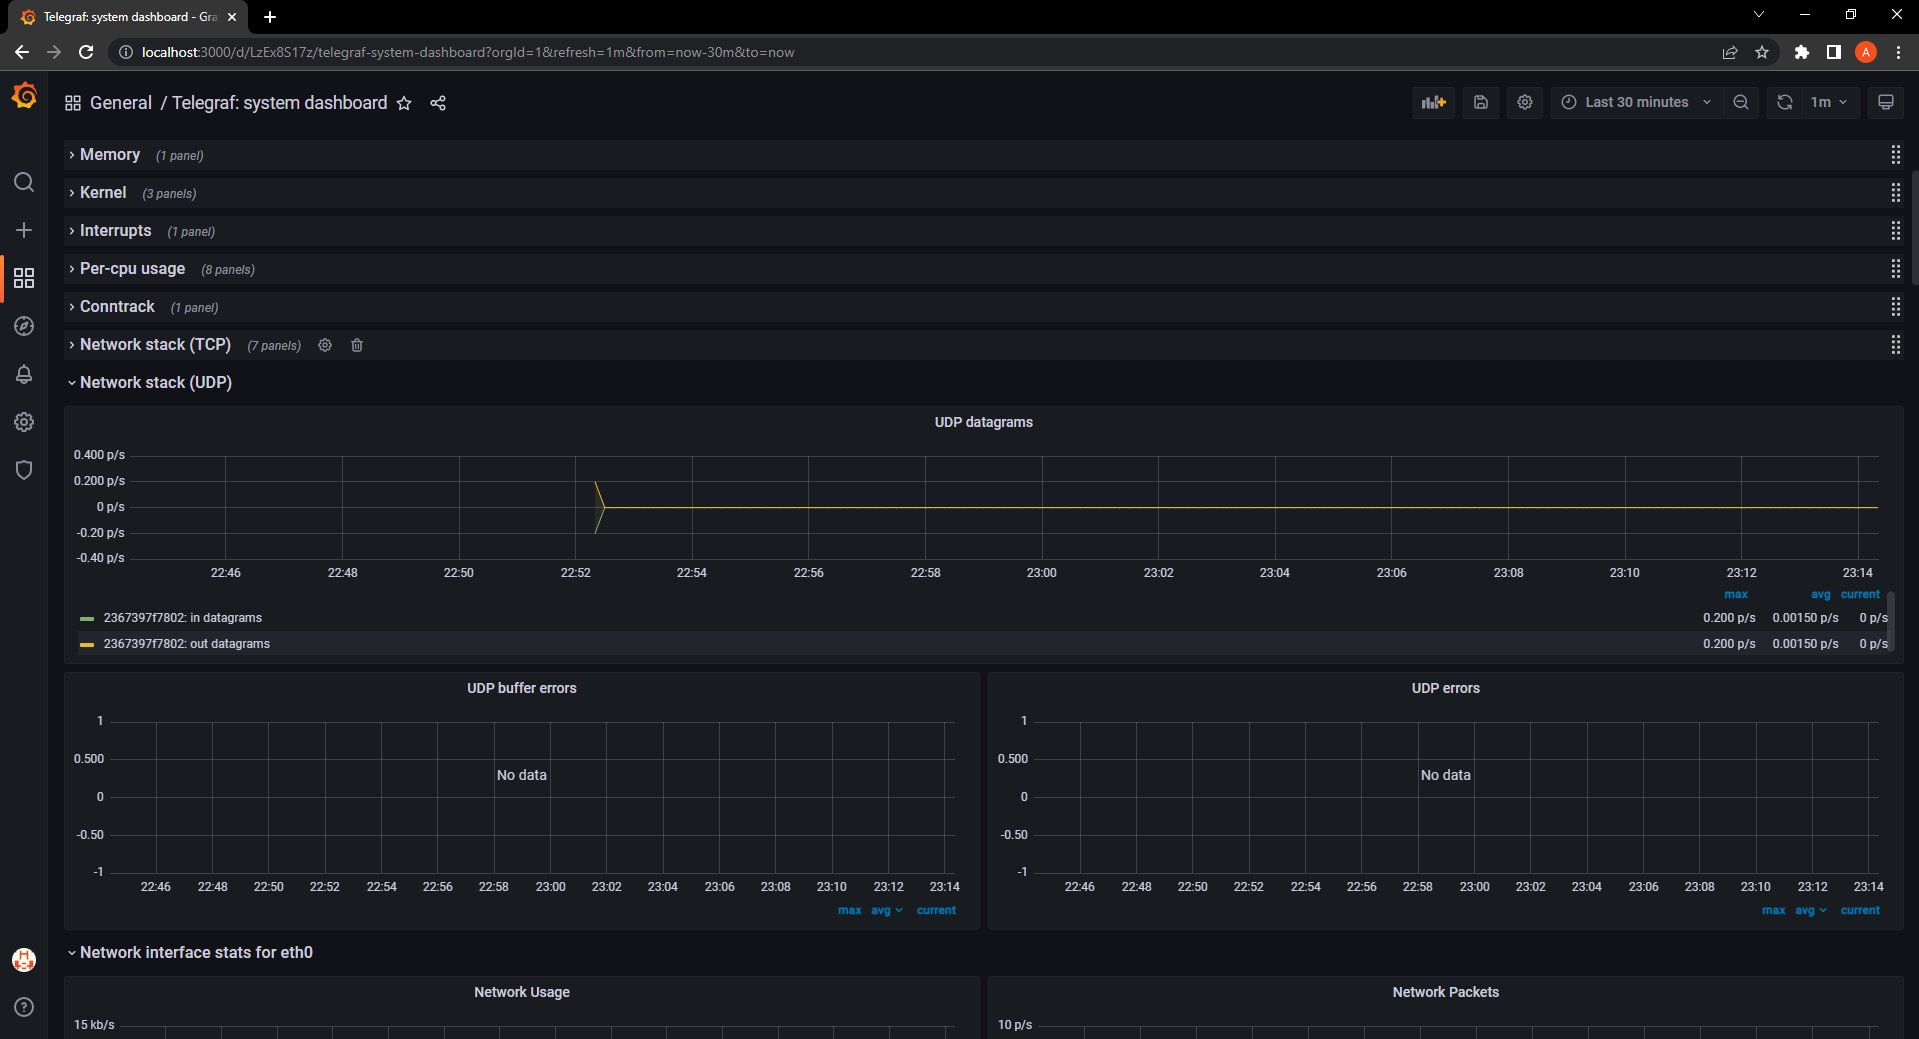 Telegraf: system dashboard - Gra
localhost:3000/d/LzEx8S17z/telegraf-system-dashboard?orgId=1&refresh=1m&from=now-30m&to=now
A
General / Telegraf: system dashboard
Last 30 minutes
1m
Memory (1 panel)
Kernel (3 panels)
Interrupts (1 panel)
Per-cpu usage (8 panels)
Conntrack (1 panel)
Network stack (TCP) (7 panels)
Network stack (UDP)
UDP datagrams
0.400 p/s
0.200 p/s
0 p/s
-0.20 p/s
-0.40 p/s
22:46 22:48 22:50 22:52 22:54 22:56 22:58 23:00 23:02 23:04 23:06 23:08 23:10 23:12 23:14
max avg current
2367397f7802: in datagrams 0.200 p/s 0.00150 p/s 0 p/s
2367397f7802: out datagrams 0.200 p/s 0.00150 p/s 0 p/s
UDP buffer errors
1
0.500
No data
0
-0.50
-1
22:46 22:48 22:50 22:52 22:54 22:56 22:58 23:00 23:02 23:04 23:06 23:08 23:10 23:12 23:14
max avg current
UDP errors
1
0.500
No data
0
-0.50
-1
22:46 22:48 22:50 22:52 22:54 22:56 22:58 23:00 23:02 23:04 23:06 23:08 23:10 23:12 23:14
max avg current
Network interface stats for eth0
Network Usage
15 kb/s
Network Packets
10 p/s